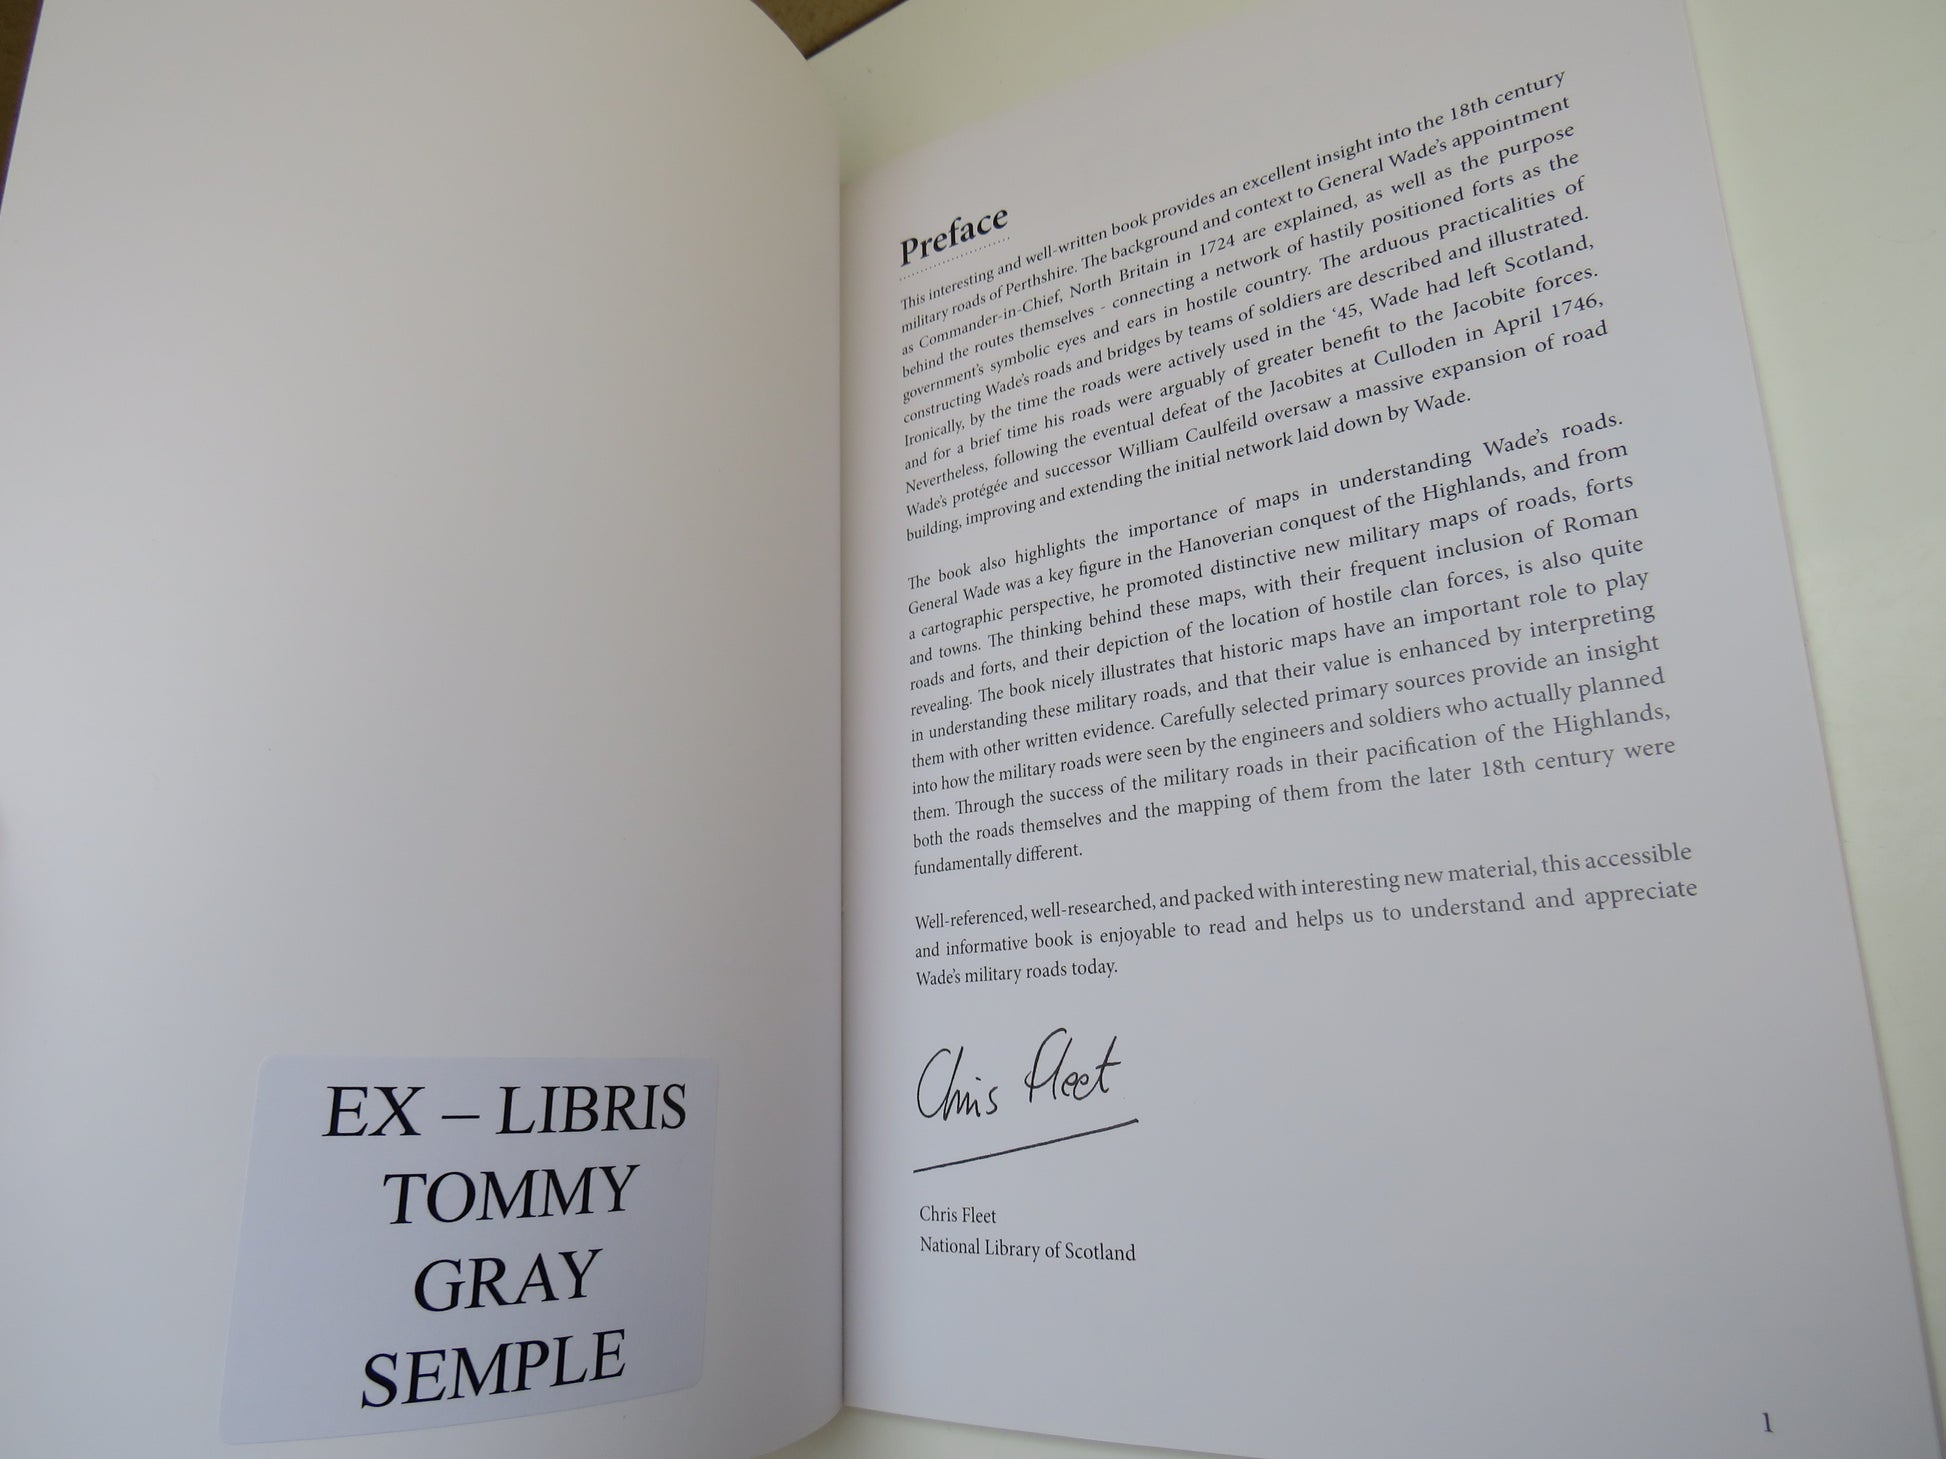 EX – LIBRIS
TOMMY
GRAY
SEMPLE
Preface
This interesting and well-written book provides an excellent insight into the 18th century
military roads of Perthshire. The background and context to General Wade's appointment
as Commander-in-Chief, North Britain in 1724 are explained, as well as the purpose
behind the routes themselves - connecting a network of hastily positioned forts as the
government's symbolic eyes and ears in hostile country. The arduous practicalities of
constructing Wade's roads and bridges by teams of soldiers are described and illustrated.
Ironically, by the time the roads were actively used in the ‘45, Wade had left Scotland,
and for a brief time his roads were arguably of greater benefit to the Jacobite forces.
Nevertheless, following the eventual defeat of the Jacobites at Culloden in April 1746,
Wade's protégée and successor William Caulfeild oversaw a massive expansion of road
building, improving and extending the initial network laid down by Wade.
The book also highlights the importance of maps in understanding Wade's roads.
General Wade was a key figure in the Hanoverian conquest of the Highlands, and from
a cartographic perspective, he promoted distinctive new military maps of roads, forts
and towns. The thinking behind these maps, with their frequent inclusion of Roman
roads and forts, and their depiction of the location of hostile clan forces, is also quite
revealing. The book nicely illustrates that historic maps have an important role to play
in understanding these military roads, and that their value is enhanced by interpreting
them with other written evidence. Carefully selected primary sources provide an insight
into how the military roads were seen by the engineers and soldiers who actually planned
them. Through the success of the military roads in their pacification of the Highlands,
both the roads themselves and the mapping of them from the later 18th century were
fundamentally different.
Well-referenced, well-researched, and packed with interesting new material, this accessible
and informative book is enjoyable to read and helps us to understand and appreciate
Wade's military roads today.
Chris Fleet
Chris Fleet
National Library of Scotland
1